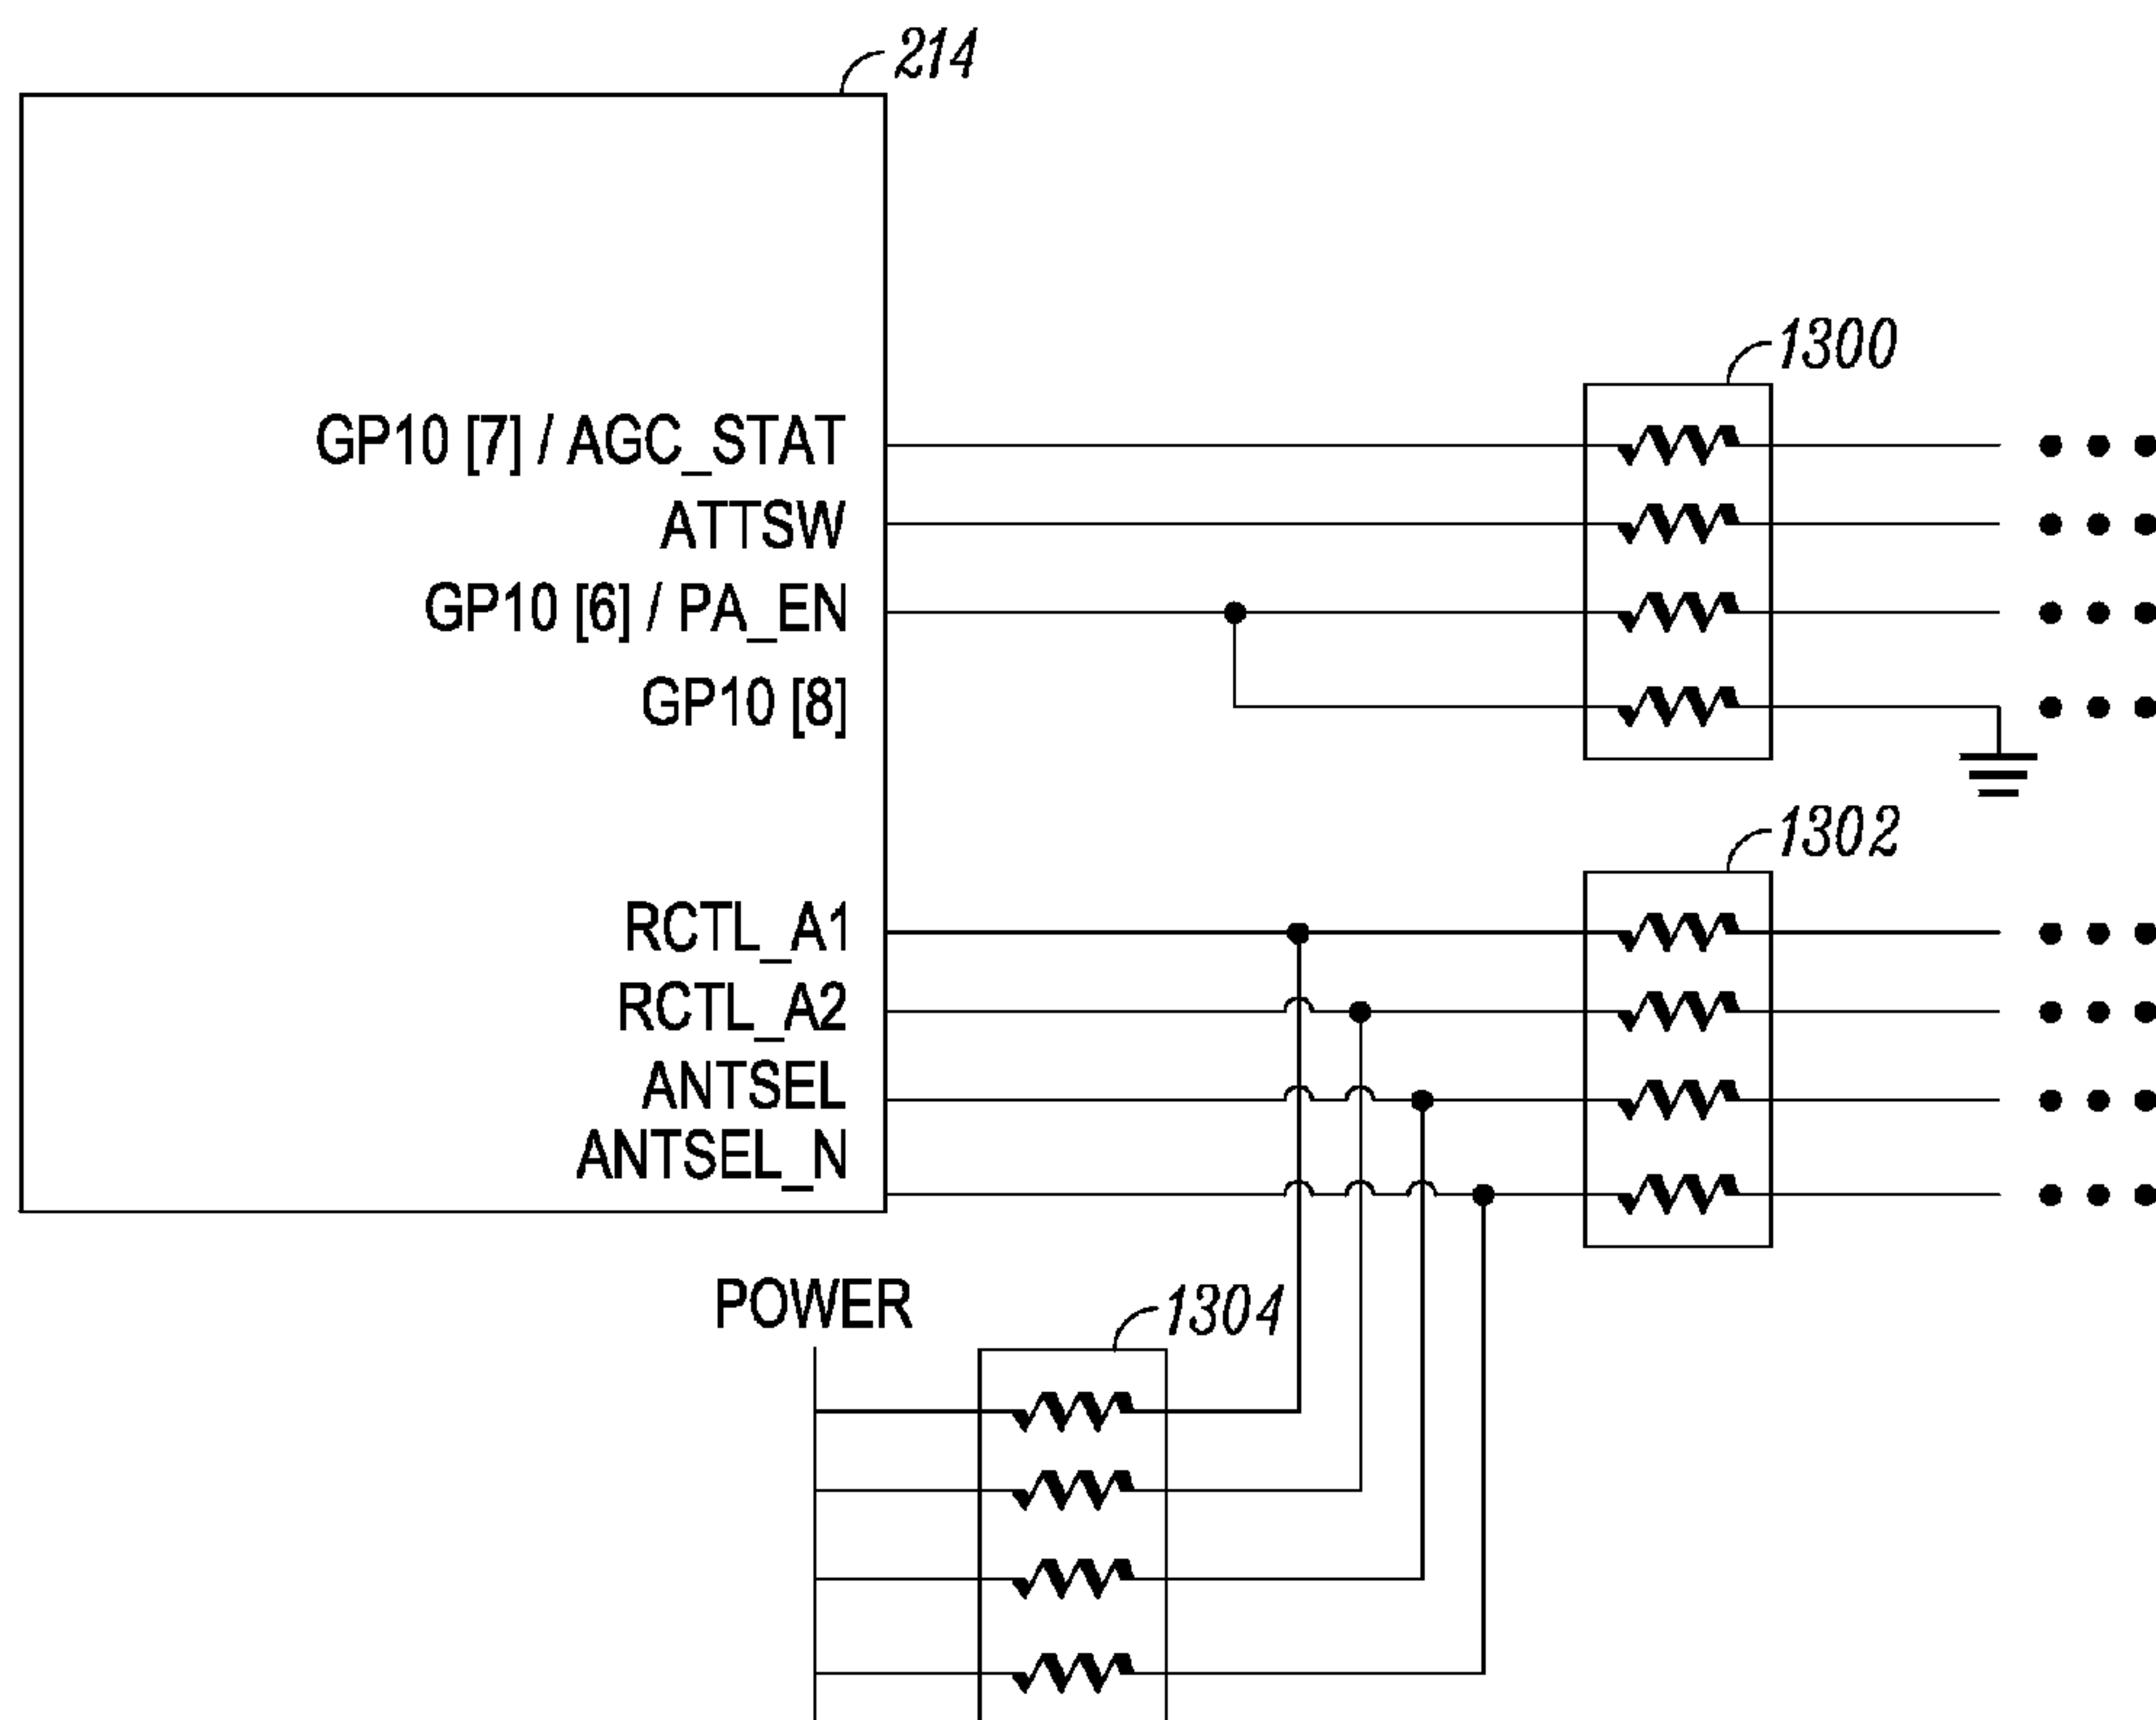 214
1300
GP10 [7] / AGC_STAT
ATTSW
GP10 [6] / PA_EN
GP10 [8]
1302
RCTL_A1
RCTL_A2
ANTSEL
ANTSEL_N
POWER
1304